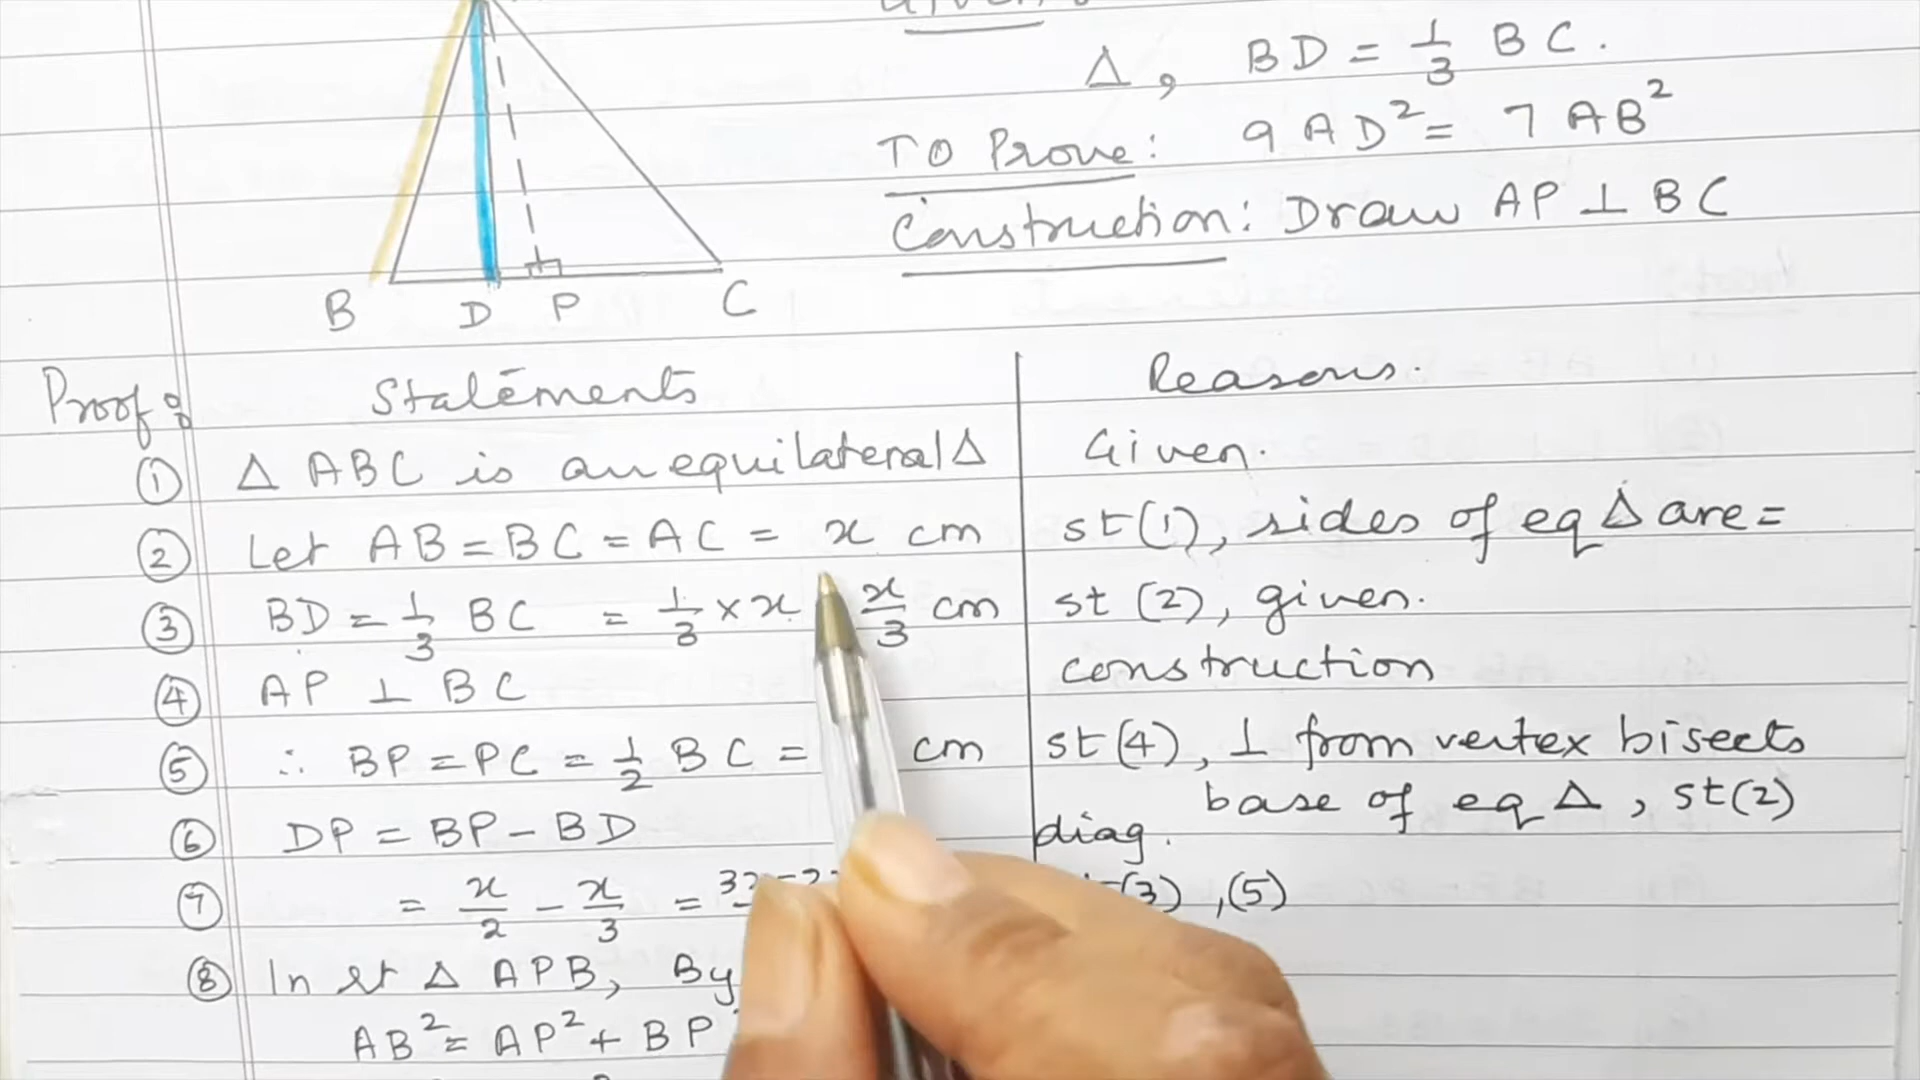 Δ, BD = 1/3 BC.
To Prove: 9 AD² = 7 AB²
Construction: Draw AP ⊥ BC
B D P C
Proof: Statements Reasons.
① Δ ABC is an equilateral Δ Given.
② Let AB = BC = AC = x cm st(1), sides of eq Δ are =
③ BD = 1/3 BC = 1/3 × x x/3 cm st (2), given.
④ AP ⊥ BC construction
⑤ ∴ BP = PC = 1/2 BC = cm st(4), ⊥ from vertex bisects
base of eq Δ, st(2)
⑥ DP = BP - BD diag.
⑦ = x/2 - x/3 = (3), (5)
⑧ In rt Δ APB, By
AB² = AP² + BP